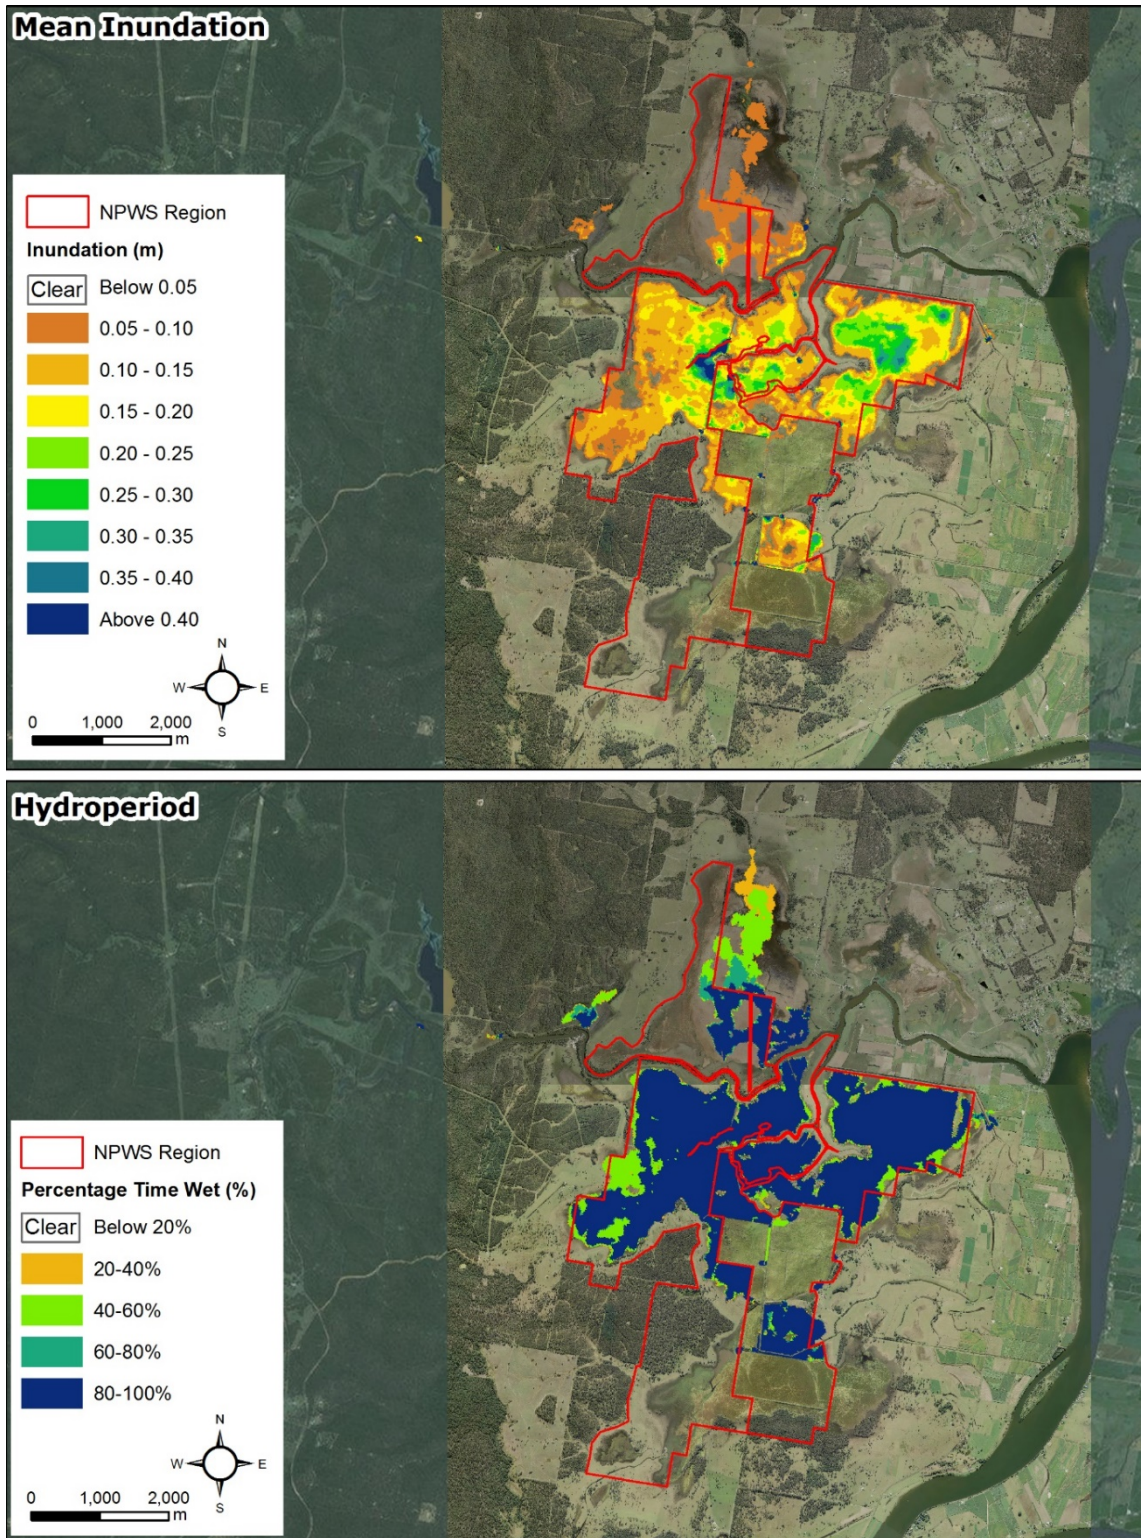 Mean Inundation
NPWS Region
Inundation (m)
Clear Below 0.05
0.05 - 0.10
0.10 - 0.15
0.15 - 0.20
0.20 - 0.25
0.25 - 0.30
0.30 - 0.35
0.35 - 0.40
Above 0.40
N
W E
S
0 1,000 2,000
m
Hydroperiod
NPWS Region
Percentage Time Wet (%)
Clear Below 20%
20-40%
40-60%
60-80%
80-100%
N
W E
S
0 1,000 2,000
m